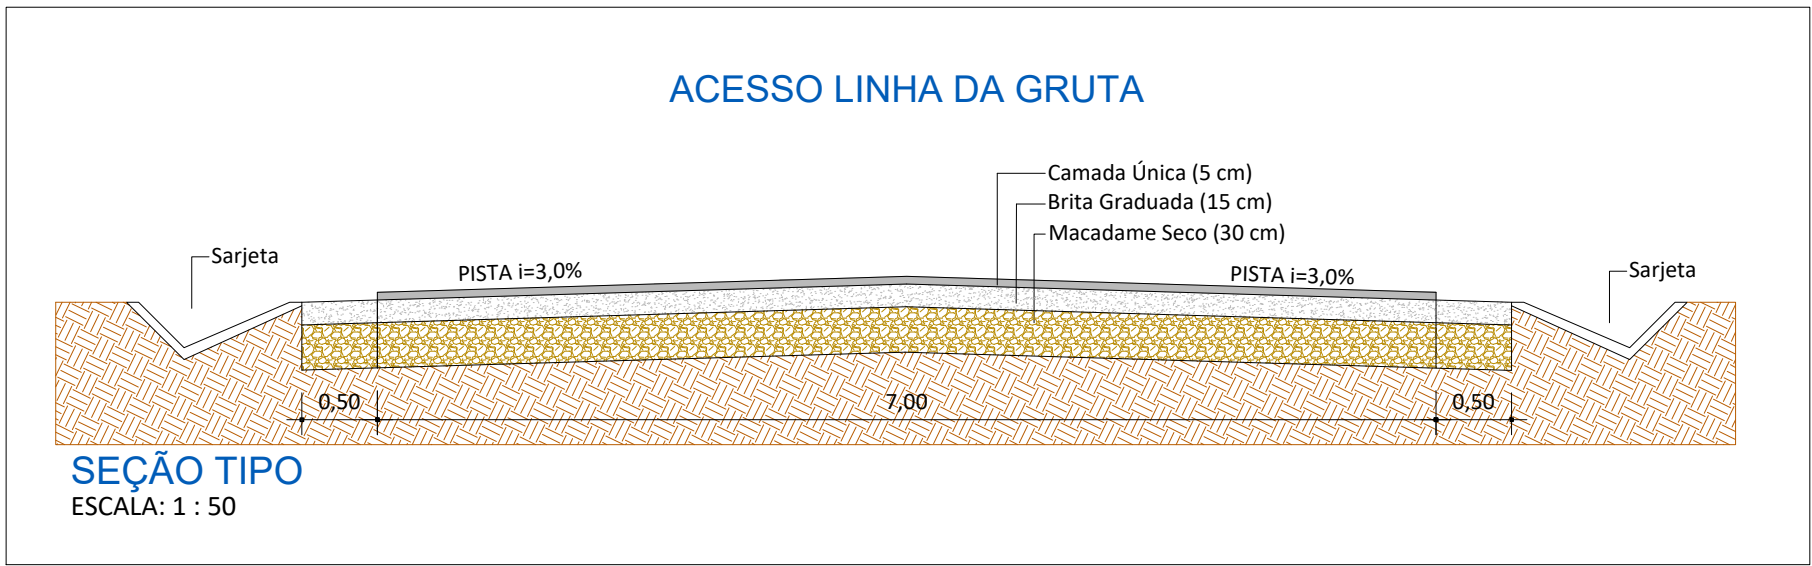 ACESSO LINHA DA GRUTA
Camada Única (5 cm)
Brita Graduada (15 cm)
Macadame Seco (30 cm)
Sarjeta
PISTA i=3,0%
PISTA i=3,0%
Sarjeta
0,50
7,00
0,50
SEÇÃO TIPO
ESCALA: 1 : 50